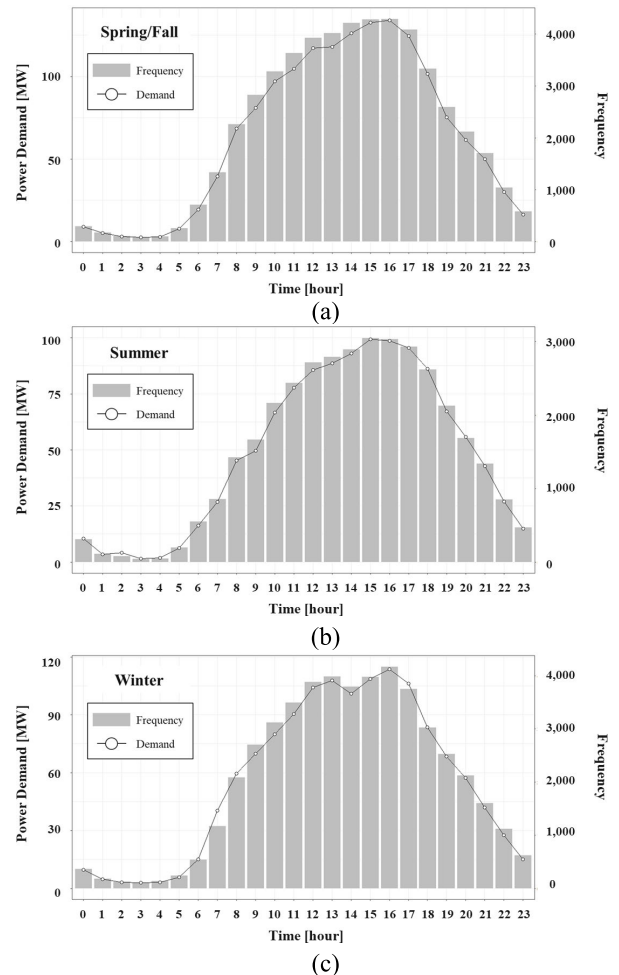 Spring/Fall
Frequency
Demand
Power Demand [MW]
100
50
0
4,000
3,000
2,000
1,000
0
Frequency
0 1 2 3 4 5 6 7 8 9 10 11 12 13 14 15 16 17 18 19 20 21 22 23
Time [hour]
(a)
Summer
Frequency
Demand
Power Demand [MW]
100
75
50
25
0
3,000
2,000
1,000
0
Frequency
0 1 2 3 4 5 6 7 8 9 10 11 12 13 14 15 16 17 18 19 20 21 22 23
Time [hour]
(b)
Winter
Frequency
Demand
Power Demand [MW]
120
90
60
30
0
4,000
3,000
2,000
1,000
0
Frequency
0 1 2 3 4 5 6 7 8 9 10 11 12 13 14 15 16 17 18 19 20 21 22 23
Time [hour]
(c)